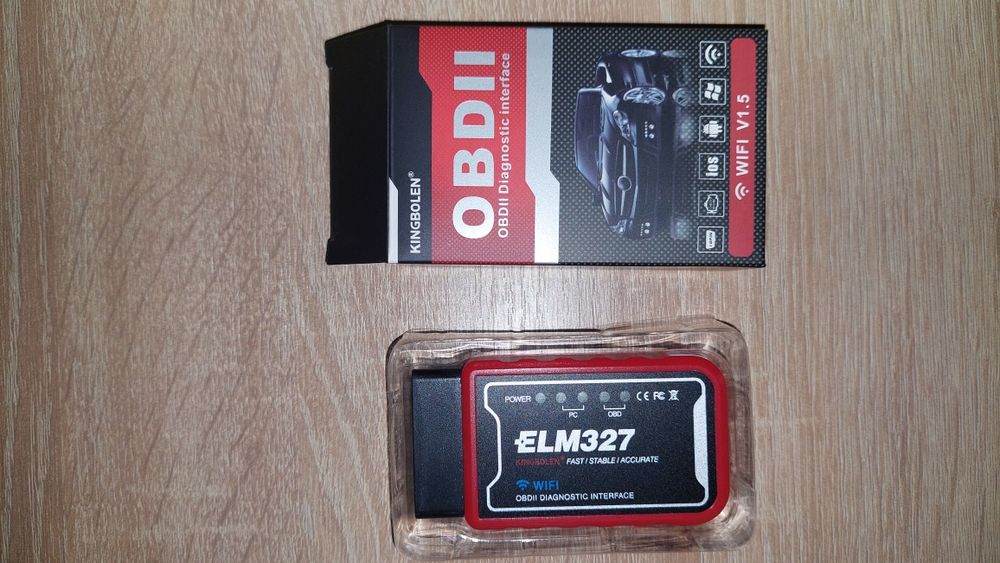 KINGBOLEN®
OBDII
OBDII Diagnostic interface
ios
WIFI V1.5
POWER
PC
OBD
CE FC
ELM327
KINGBOLEN® FAST / STABLE / ACCURATE
WIFI
OBDII DIAGNOSTIC INTERFACE